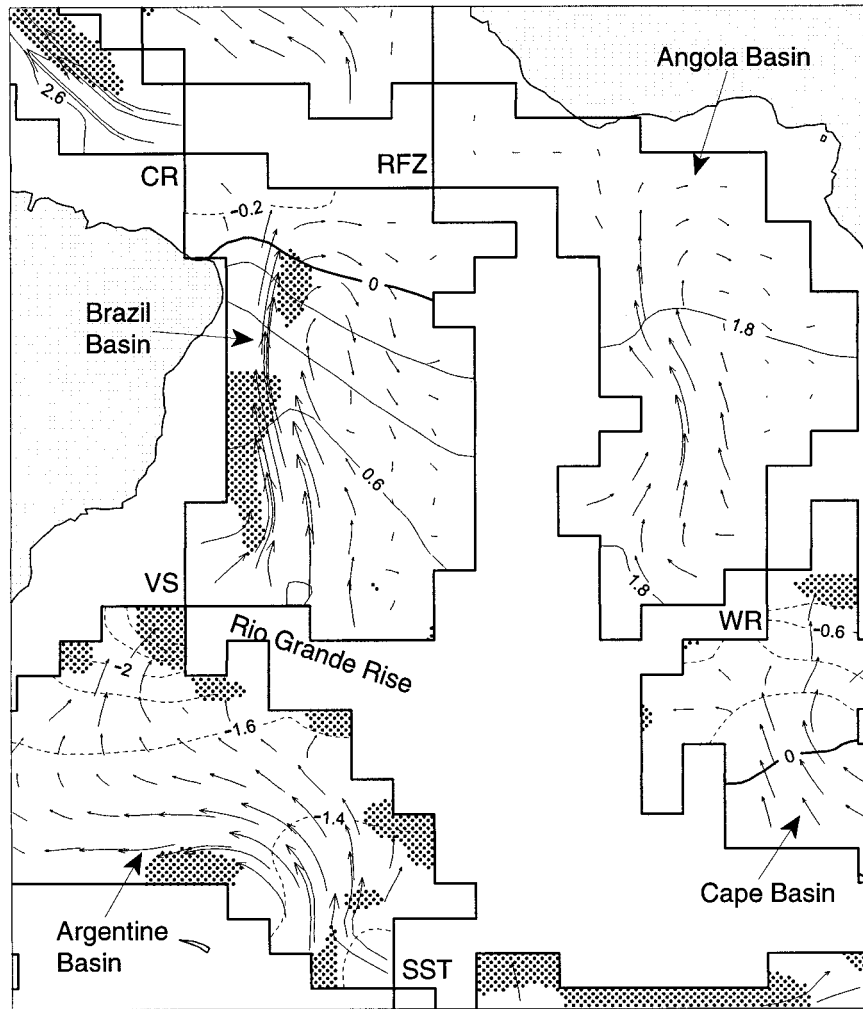 Angola Basin
2.6
CR
RFZ
-0.2
0
Brazil
Basin
1.8
0.6
VS
1.8
WR
Rio Grande Rise
-0.6
-2
-1.6
0
-1.4
Cape Basin
Argentine
Basin
SST